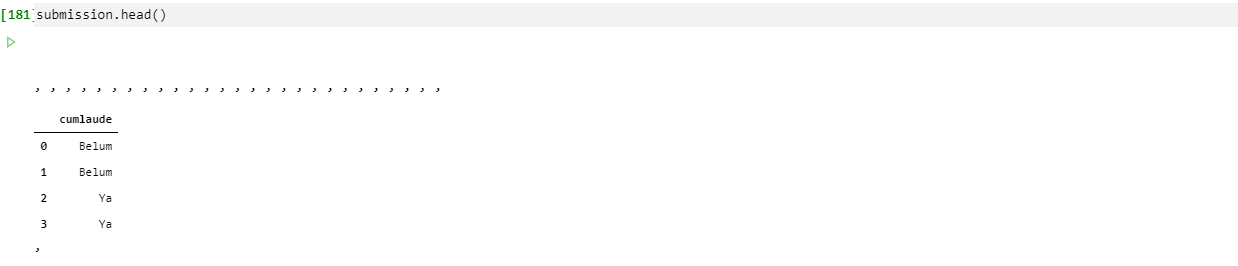 [181] submission.head()
, , , , , , , , , , , , , , , , , , , , , , , , , , ,
cumlaude
0 Belum
1 Belum
2 Ya
3 Ya
,